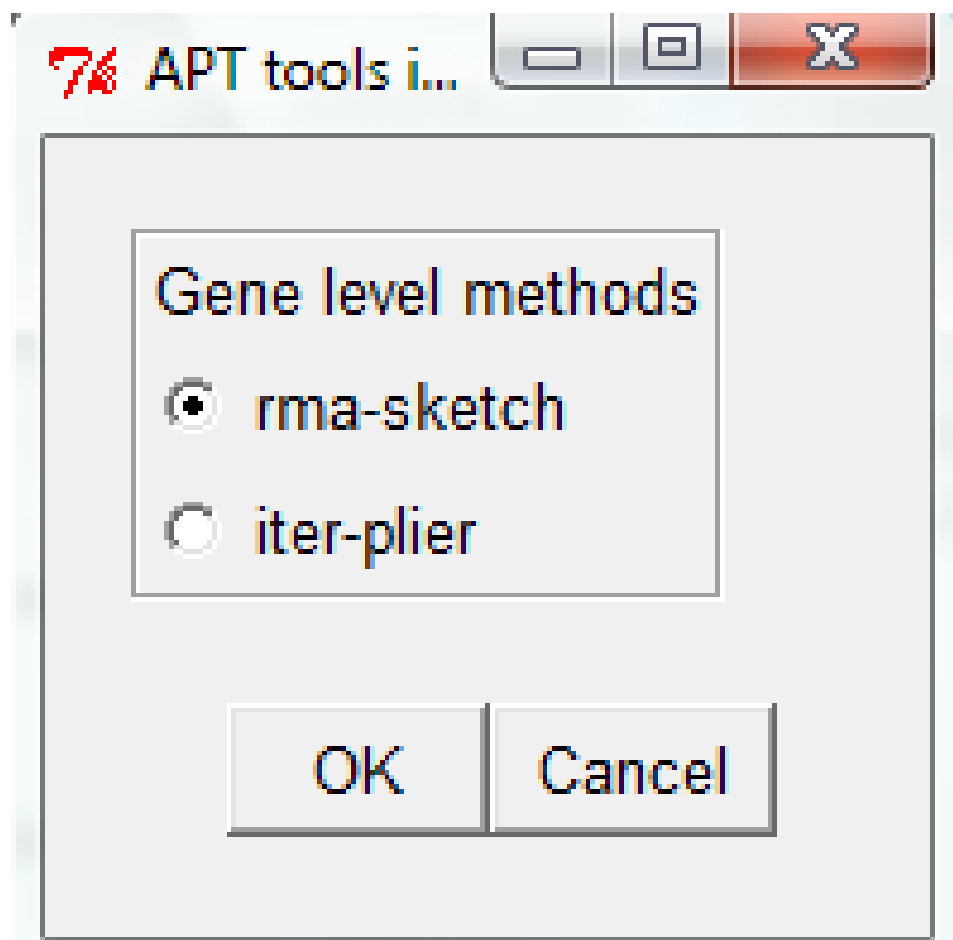 APT tools i...
Gene level methods
rma-sketch
iter-plier
OK Cancel